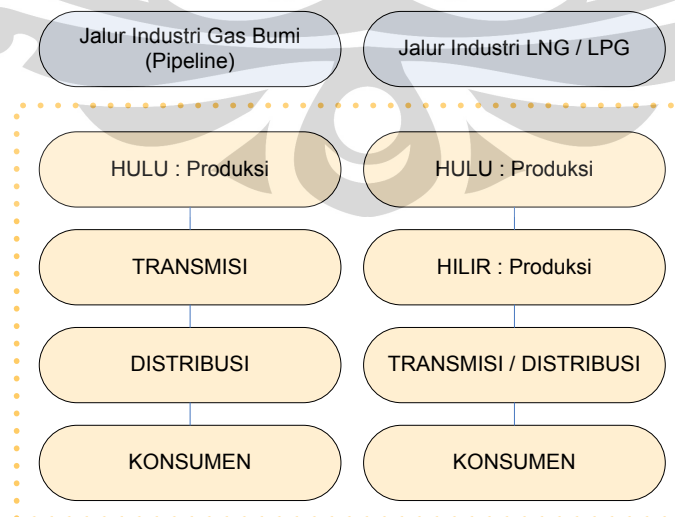 Jalur Industri Gas Bumi
(Pipeline)
Jalur Industri LNG / LPG
HULU : Produksi
HULU : Produksi
TRANSMISI
HILIR : Produksi
DISTRIBUSI
TRANSMISI / DISTRIBUSI
KONSUMEN
KONSUMEN